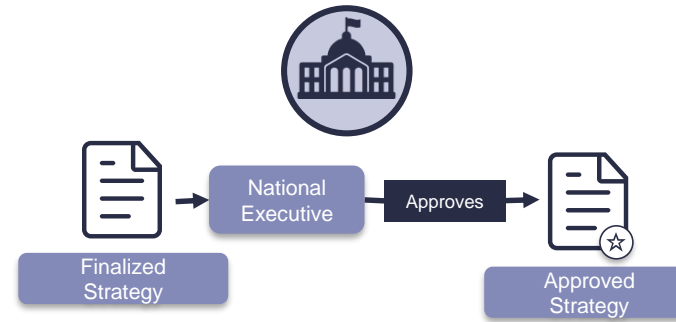 National
Executive
Approves
Finalized
Strategy
Approved
Strategy